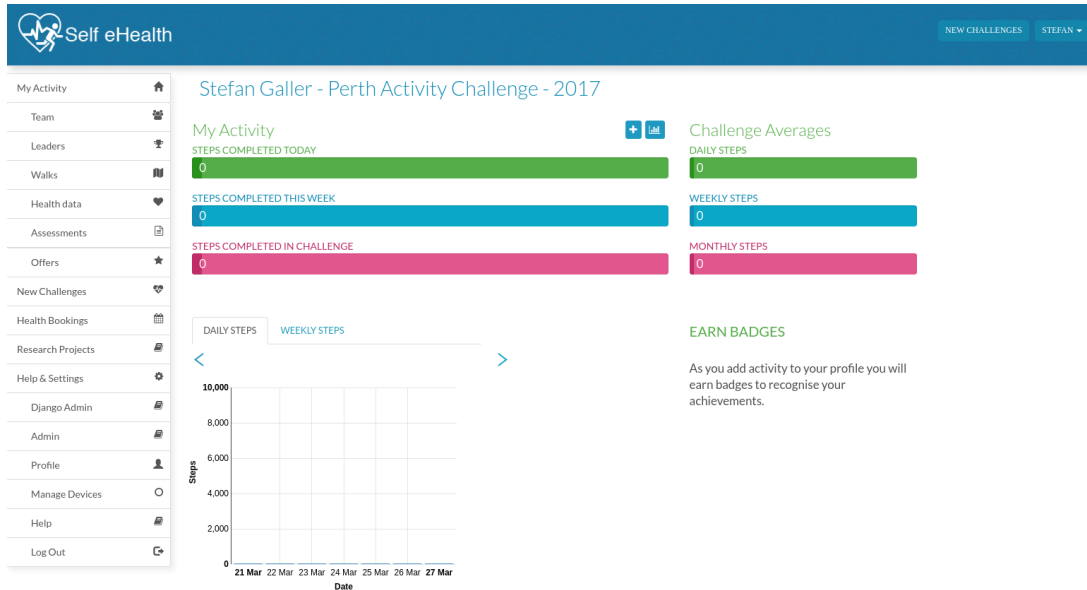 Self eHealth
NEW CHALLENGES
STEFAN
My Activity
Team
Leaders
Walks
Health data
Assessments
Offers
New Challenges
Health Bookings
Research Projects
Help & Settings
Django Admin
Admin
Profile
Manage Devices
Help
Log Out
Stefan Galler - Perth Activity Challenge - 2017
My Activity
STEPS COMPLETED TODAY
0
STEPS COMPLETED THIS WEEK
0
STEPS COMPLETED IN CHALLENGE
0
Challenge Averages
DAILY STEPS
0
WEEKLY STEPS
0
MONTHLY STEPS
0
DAILY STEPS
WEEKLY STEPS
10,000
8,000
6,000
4,000
2,000
0
Steps
21 Mar 22 Mar 23 Mar 24 Mar 25 Mar 26 Mar 27 Mar
Date
EARN BADGES
As you add activity to your profile you will
earn badges to recognise your
achievements.